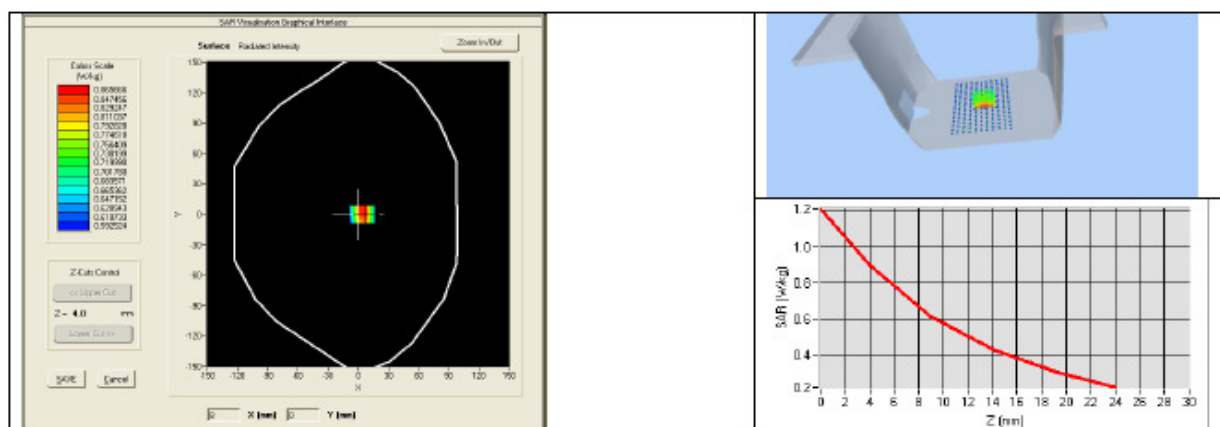 SAR Visualisation Graphical Interface
Surface Radiated Intensity
Zoom In/Out
Colors Scale
(W/kg)
0.847456
0.829247
0.811037
0.792828
0.774618
0.756409
0.738199
0.719990
0.701780
0.683571
0.665362
0.647152
0.628943
0.610733
0.592524
Z-Cuts Control
<< Upper Cut
Z = 4.0 mm
Lower Cut >>
SAVE
Cancel
150
120
90
60
30
0
-30
-60
-90
-120
-150
Y
-150 -120 -90 -60 -30 0 30 60 90 120 150
X
0 X (mm) 0 Y (mm)
1.2
1.0
0.8
0.6
0.4
0.2
SAR (W/kg)
0 2 4 6 8 10 12 14 16 18 20 22 24 26 28 30
Z (mm)